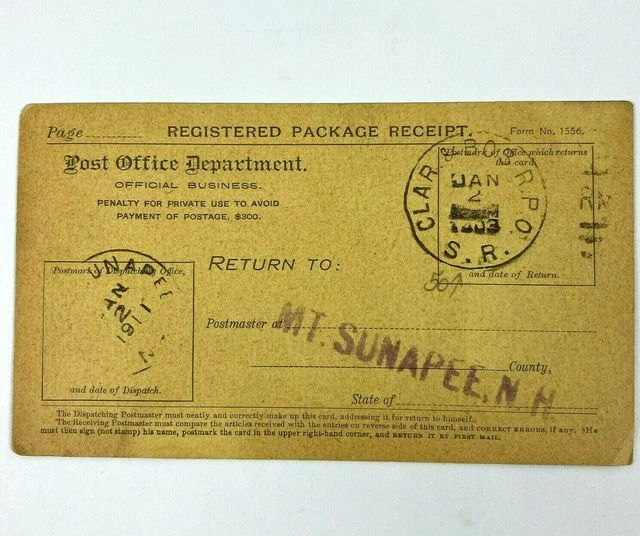 Page
REGISTERED PACKAGE RECEIPT.
Form No. 1556.
Post Office Department.
OFFICIAL BUSINESS.
PENALTY FOR PRIVATE USE TO AVOID
PAYMENT OF POSTAGE, $300.
Postmark of Office which returns
this card,
JAN
2
S. R.
and date of Return.
RETURN TO:
Postmark of Dispatching Office,
UNAPEE
JAN
2
1911
and date of Dispatch.
Postmaster at
MT. SUNAPEE, N. H.
County,
State of
The Dispatching Postmaster must neatly and correctly make up this card, addressing it for return to himself.
The Receiving Postmaster must compare the articles received with the entries on reverse side of this card, and CORRECT ERRORS, if any. He
must then sign (not stamp) his name, postmark the card in the upper right-hand corner, and RETURN IT BY FIRST MAIL.